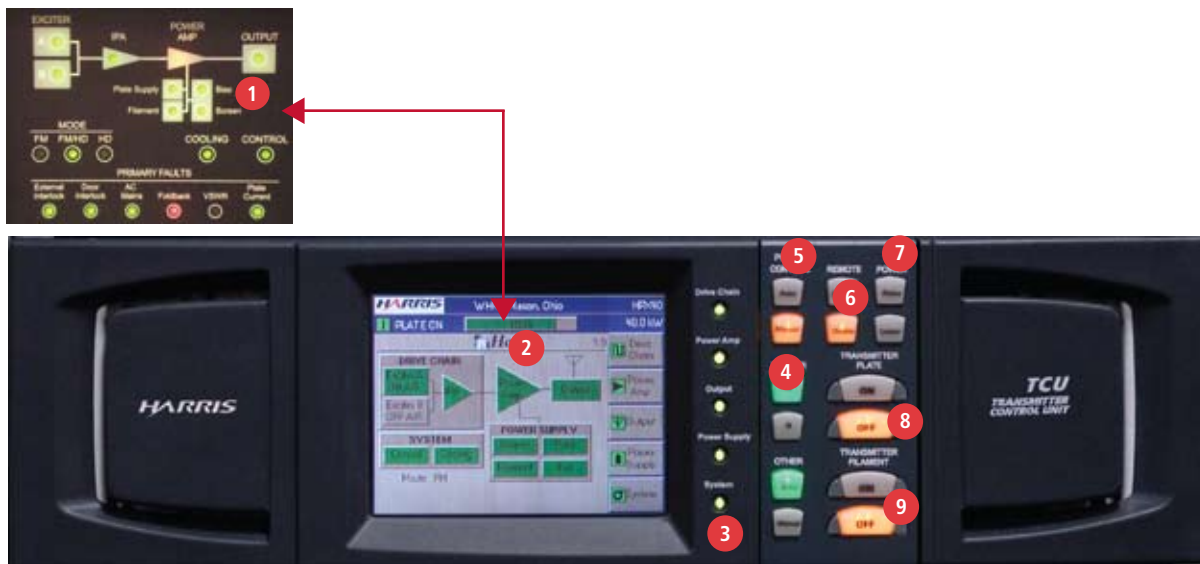 EXCITER
POWER
AMP
IPA
OUTPUT
A
B
Plate Supply
Bias
Filament
Screen
1
MODE
FM FM/HD HD
COOLING CONTROL
PRIMARY FAULTS
External
Interlock
Door
Interlock
AC
Mains
Foldback
VSWR
Plate
Current
HARRIS
HARRIS
Mason, Ohio
PLATE ON
40.0 kW
2
DRIVE CHAIN
SYSTEM
POWER SUPPLY
Mode: FM
Power
Amp
Output
Power
Supply
System
Drive Chain
Power Amp
Output
Power Supply
System
3
5
REMOTE
7
6
4
TRANSMITTER
PLATE
ON
OFF
8
OTHER
TRANSMITTER
FILAMENT
ON
OFF
9
TCU
TRANSMITTER
CONTROL UNIT